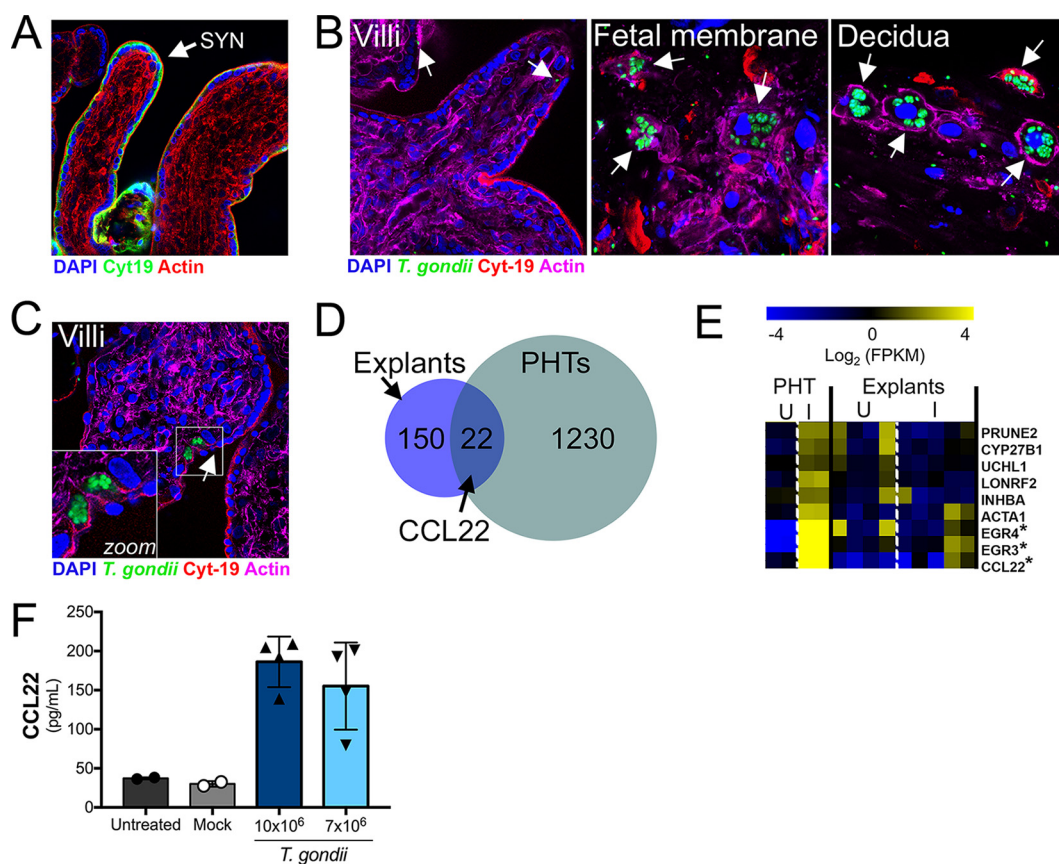 A
SYN
DAPI Cyt19 Actin
B
Villi
Fetal membrane
Decidua
DAPI T. gondii Cyt-19 Actin
C
Villi
zoom
DAPI T. gondii Cyt-19 Actin
D
Explants
PHTs
150
22
1230
CCL22
E
-4
0
4
Log2 (FPKM)
PHT
Explants
U
I
U
I
PRUNE2
CYP27B1
UCHL1
LONRF2
INHBA
ACTA1
EGR4*
EGR3*
CCL22*
F
CCL22
(pg/mL)
250
200
150
100
50
0
Untreated
Mock
10x10⁶
7x10⁶
T. gondii